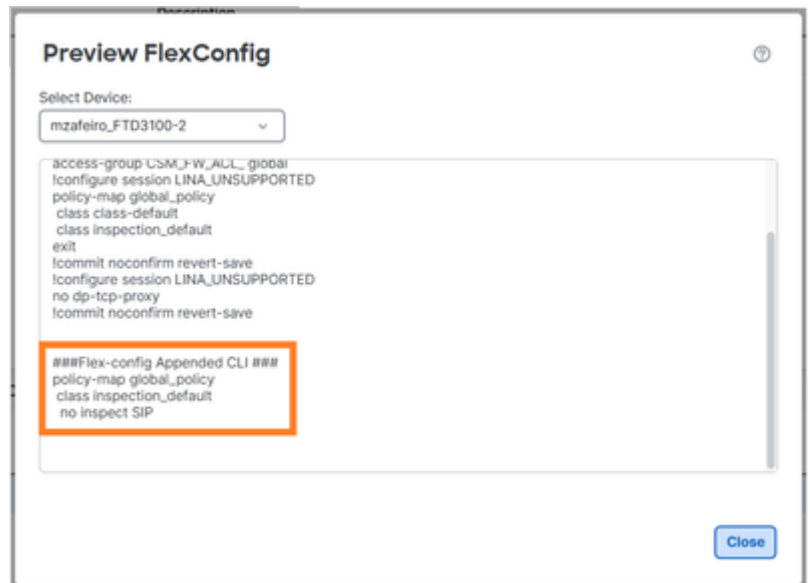 Description
Preview FlexConfig
Select Device:
mzafeiro_FTD3100-2
access-group CSM_FW_ACL_ global
!configure session LINA_UNSUPPORTED
policy-map global_policy
class class-default
class inspection_default
exit
!commit noconfirm revert-save
!configure session LINA_UNSUPPORTED
no dp-tcp-proxy
!commit noconfirm revert-save
###Flex-config Appended CLI ###
policy-map global_policy
class inspection_default
no inspect SIP
Close